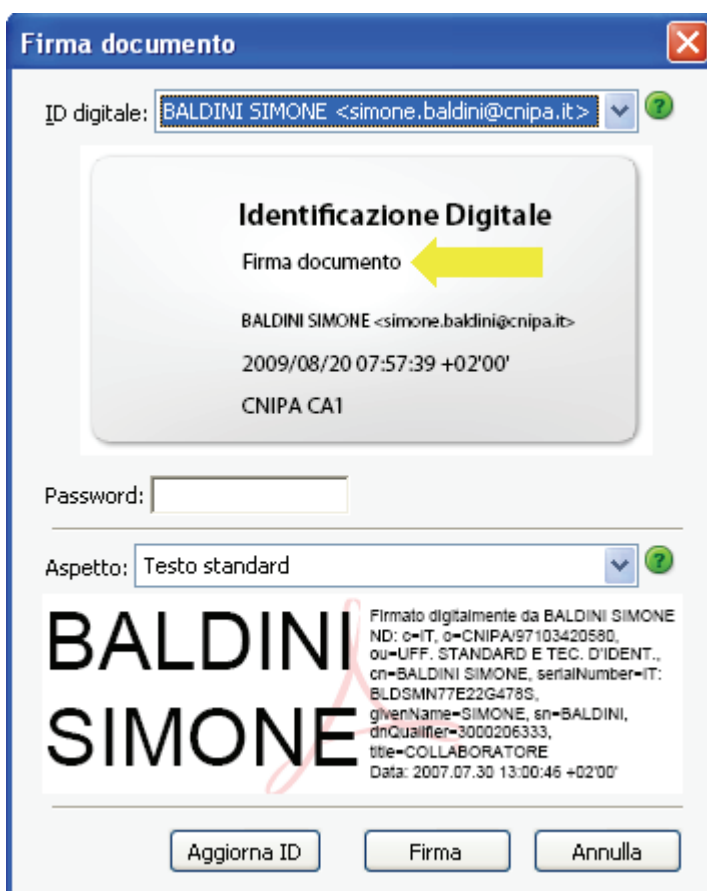 Firma documento
ID digitale: BALDINI SIMONE <simone.baldini@cnipa.it>
Identificazione Digitale
Firma documento
BALDINI SIMONE <simone.baldini@cnipa.it>
2009/08/20 07:57:39 +02'00'
CNIPA CA1
Password:
Aspetto: Testo standard
BALDINI
SIMONE
Firmato digitalmente da BALDINI SIMONE
ND: c=IT, o=CNIPA/97103420580,
ou=UFF. STANDARD E TEC. D'IDENT.,
cn=BALDINI SIMONE, serialNumber=IT:
BLDSMN77E22G478S,
givenName=SIMONE, sn=BALDINI,
dnQualifier=3000206333,
title=COLLABORATORE
Data: 2007.07.30 13:00:46 +02'00'
Aggiorna ID
Firma
Annulla